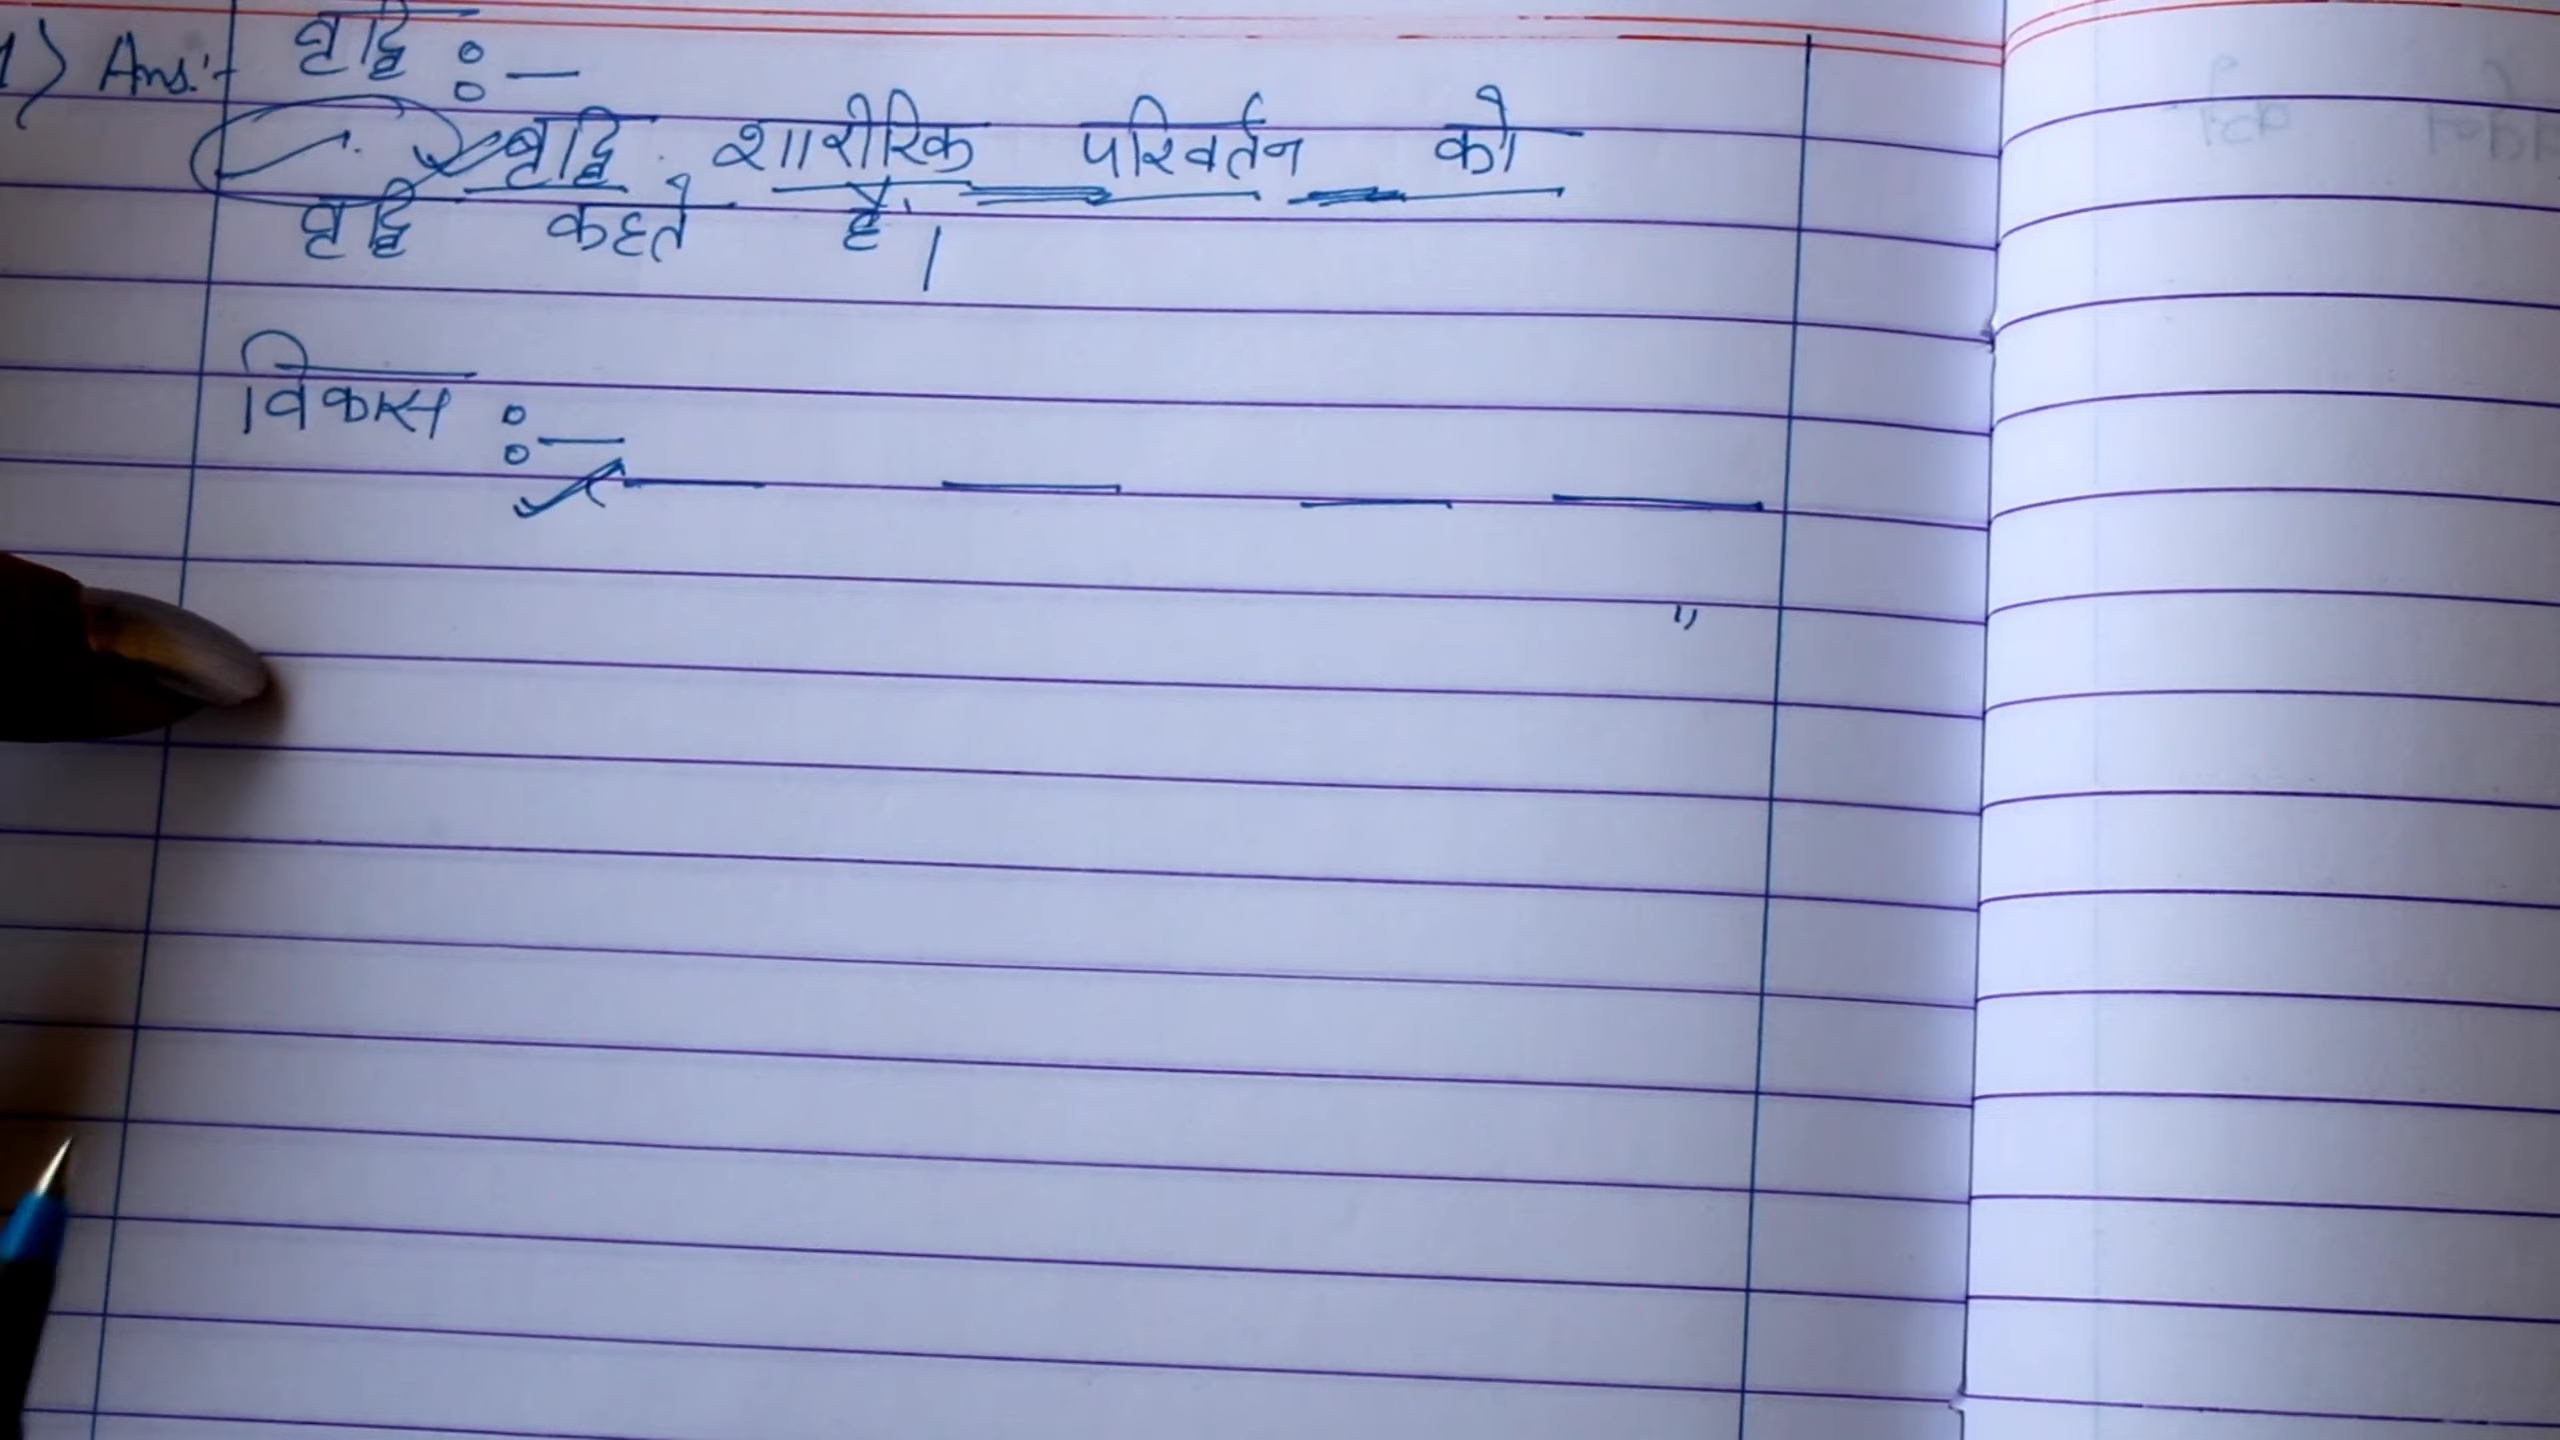 1) Ans:- वृद्धि :-
वृद्धि शारीरिक परिवर्तन को
वृद्धि कहते हैं।
विकास :-